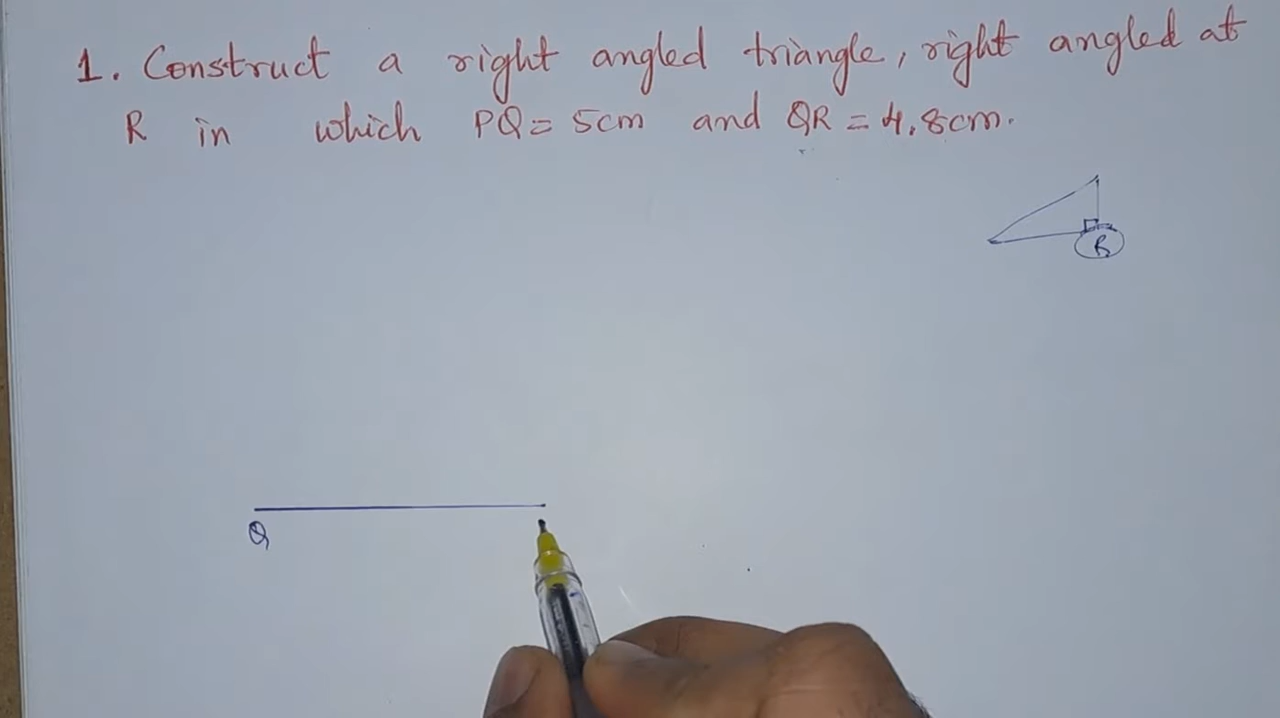 1. Construct a right angled triangle, right angled at
R in which PQ = 5cm and QR = 4.8cm.
R
Q